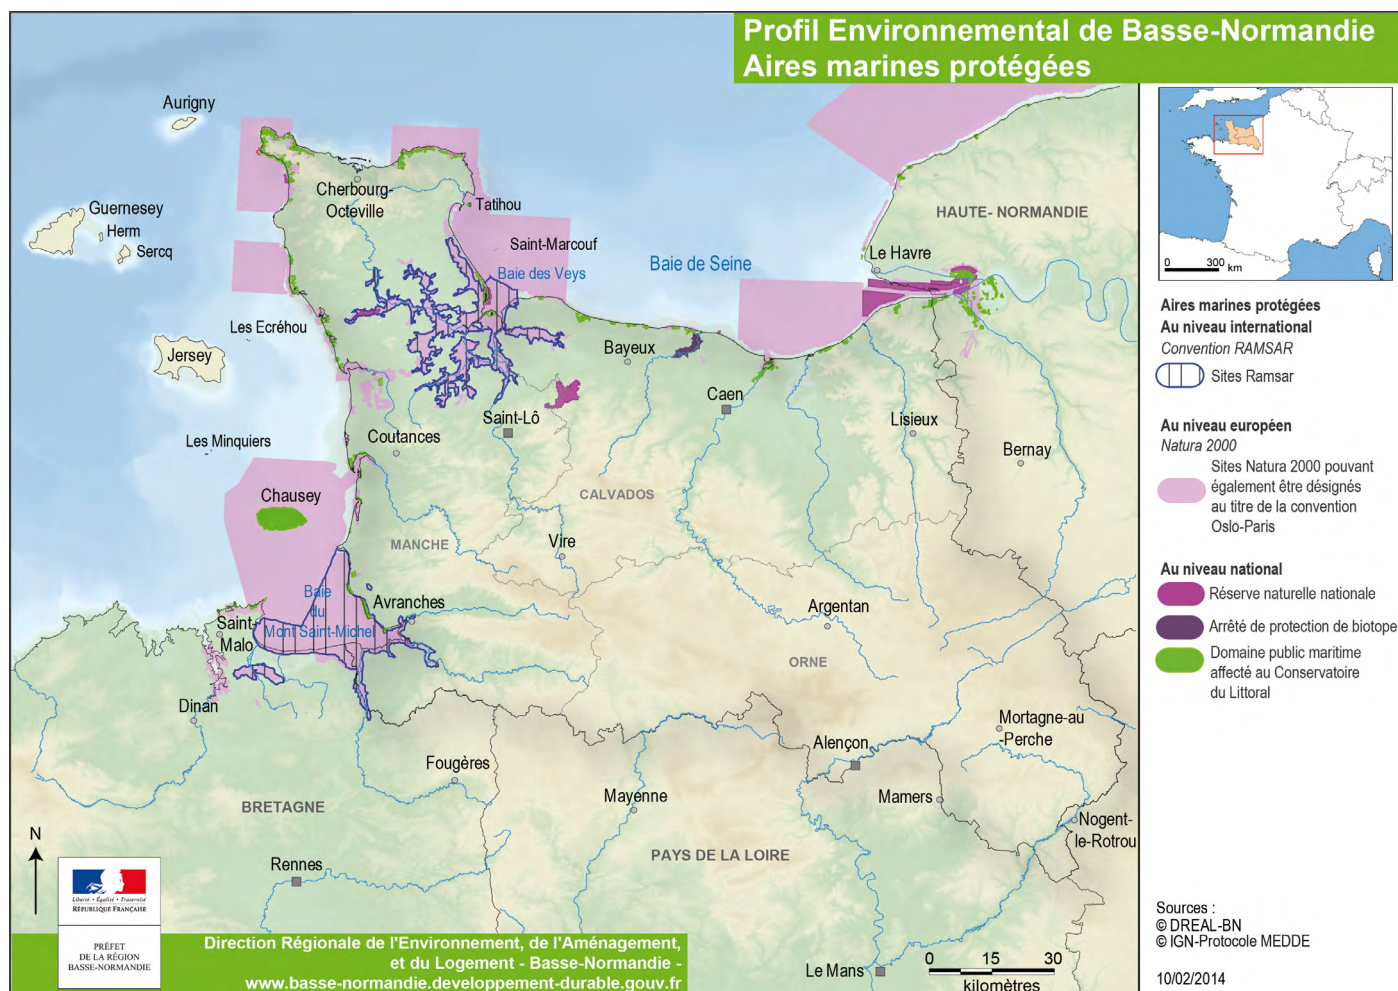 Profil Environnemental de Basse-Normandie
Aires marines protégées
Aurigny
Cherbourg-
Octeville
Guernesey
Herm
Sercq
Tatihou
Saint-Marcouf
Baie des Veys
Baie de Seine
HAUTE- NORMANDIE
Le Havre
Les Ecréhou
Jersey
Bayeux
Caen
Saint-Lô
Lisieux
Les Minquiers
Coutances
Bernay
Chausey
CALVADOS
MANCHE
Vire
Baie
du
Mont Saint-Michel
Avranches
Argentan
Saint-
Malo
ORNE
Dinan
Mortagne-au
-Perche
Alençon
Fougères
Mayenne
Mamers
BRETAGNE
Nogent-
le-Rotrou
PAYS DE LA LOIRE
Rennes
Le Mans
N
Liberté • Égalité • Fraternité
RÉPUBLIQUE FRANÇAISE
PRÉFET
DE LA RÉGION
BASSE-NORMANDIE
Direction Régionale de l'Environnement, de l'Aménagement,
et du Logement - Basse-Normandie -
www.basse-normandie.developpement-durable.gouv.fr
0 15 30
kilomètres
0 300 km
Aires marines protégées
Au niveau international
Convention RAMSAR
Sites Ramsar
Au niveau européen
Natura 2000
Sites Natura 2000 pouvant
également être désignés
au titre de la convention
Oslo-Paris
Au niveau national
Réserve naturelle nationale
Arrêté de protection de biotope
Domaine public maritime
affecté au Conservatoire
du Littoral
Sources :
© DREAL-BN
© IGN-Protocole MEDDE
10/02/2014